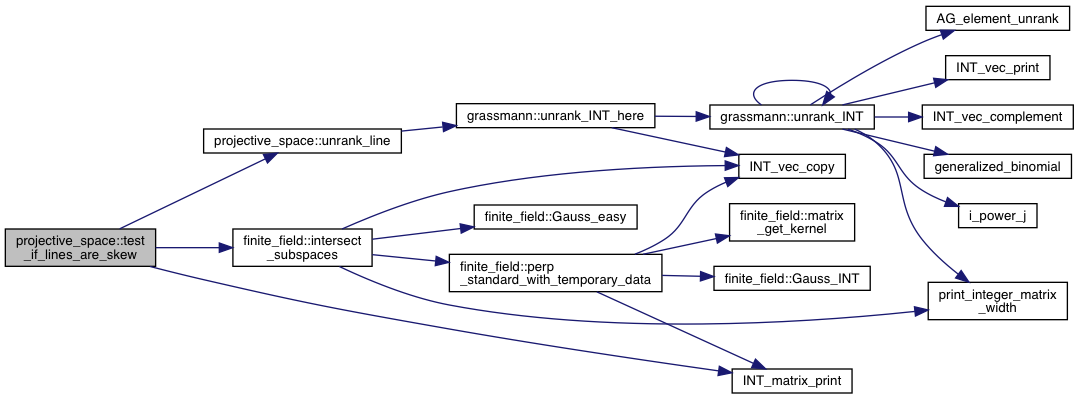 AG_element_unrank
INT_vec_print
grassmann::unrank_INT_here
grassmann::unrank_INT
INT_vec_complement
projective_space::unrank_line
INT_vec_copy
generalized_binomial
finite_field::Gauss_easy
finite_field::matrix
_get_kernel
i_power_j
projective_space::test
_if_lines_are_skew
finite_field::intersect
_subspaces
finite_field::perp
_standard_with_temporary_data
finite_field::Gauss_INT
print_integer_matrix
_width
INT_matrix_print